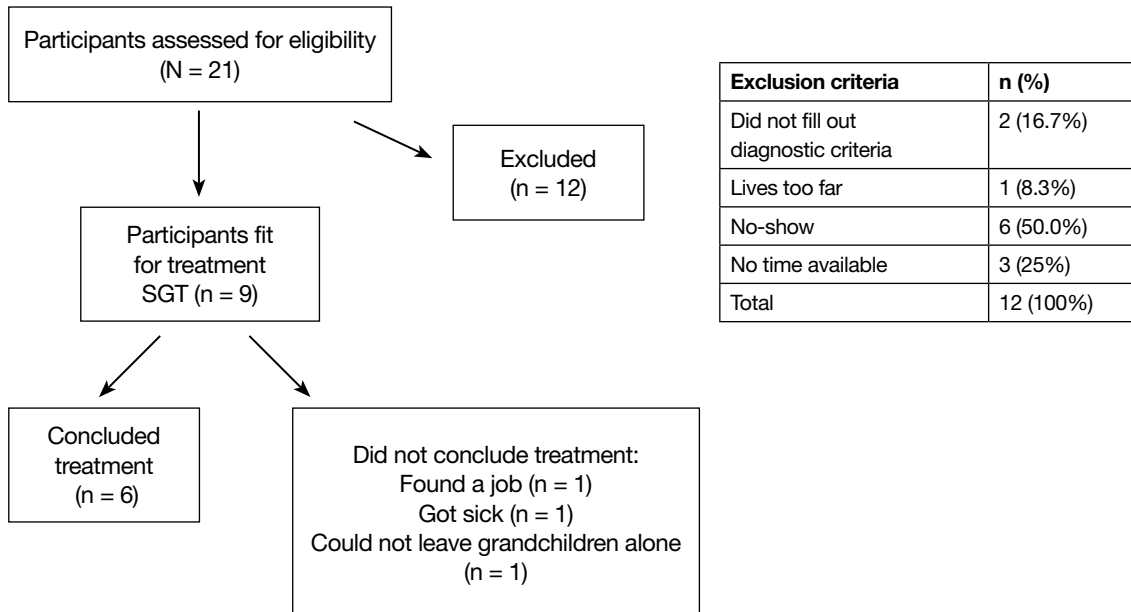 Participants assessed for eligibility
(N = 21)
Excluded
(n = 12)
Participants fit
for treatment
SGT (n = 9)
Concluded
treatment
(n = 6)
Did not conclude treatment:
Found a job (n = 1)
Got sick (n = 1)
Could not leave grandchildren alone
(n = 1)
Exclusion criteria n (%)
Did not fill out 2 (16.7%)
diagnostic criteria
Lives too far 1 (8.3%)
No-show 6 (50.0%)
No time available 3 (25%)
Total 12 (100%)